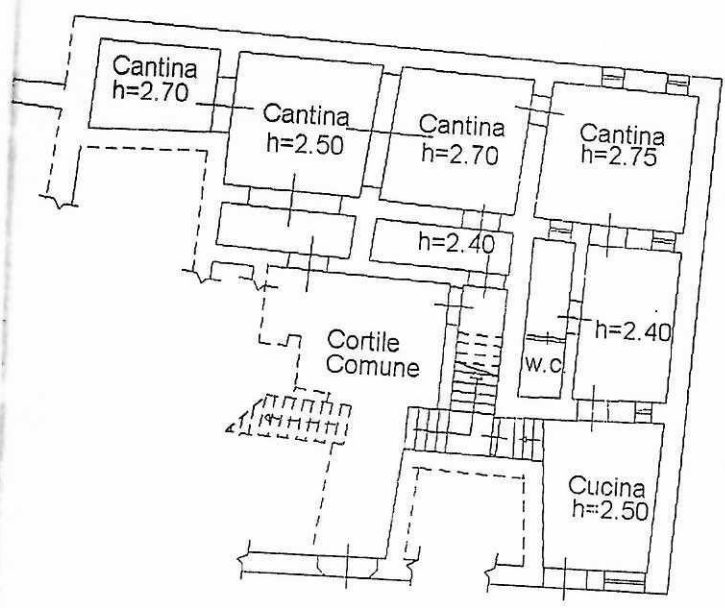 Cantina
h=2.70
Cantina
h=2.50
Cantina
h=2.70
Cantina
h=2.75
h=2.40
h=2.40
Cortile
Comune
w.c.
Cucina
h=2.50